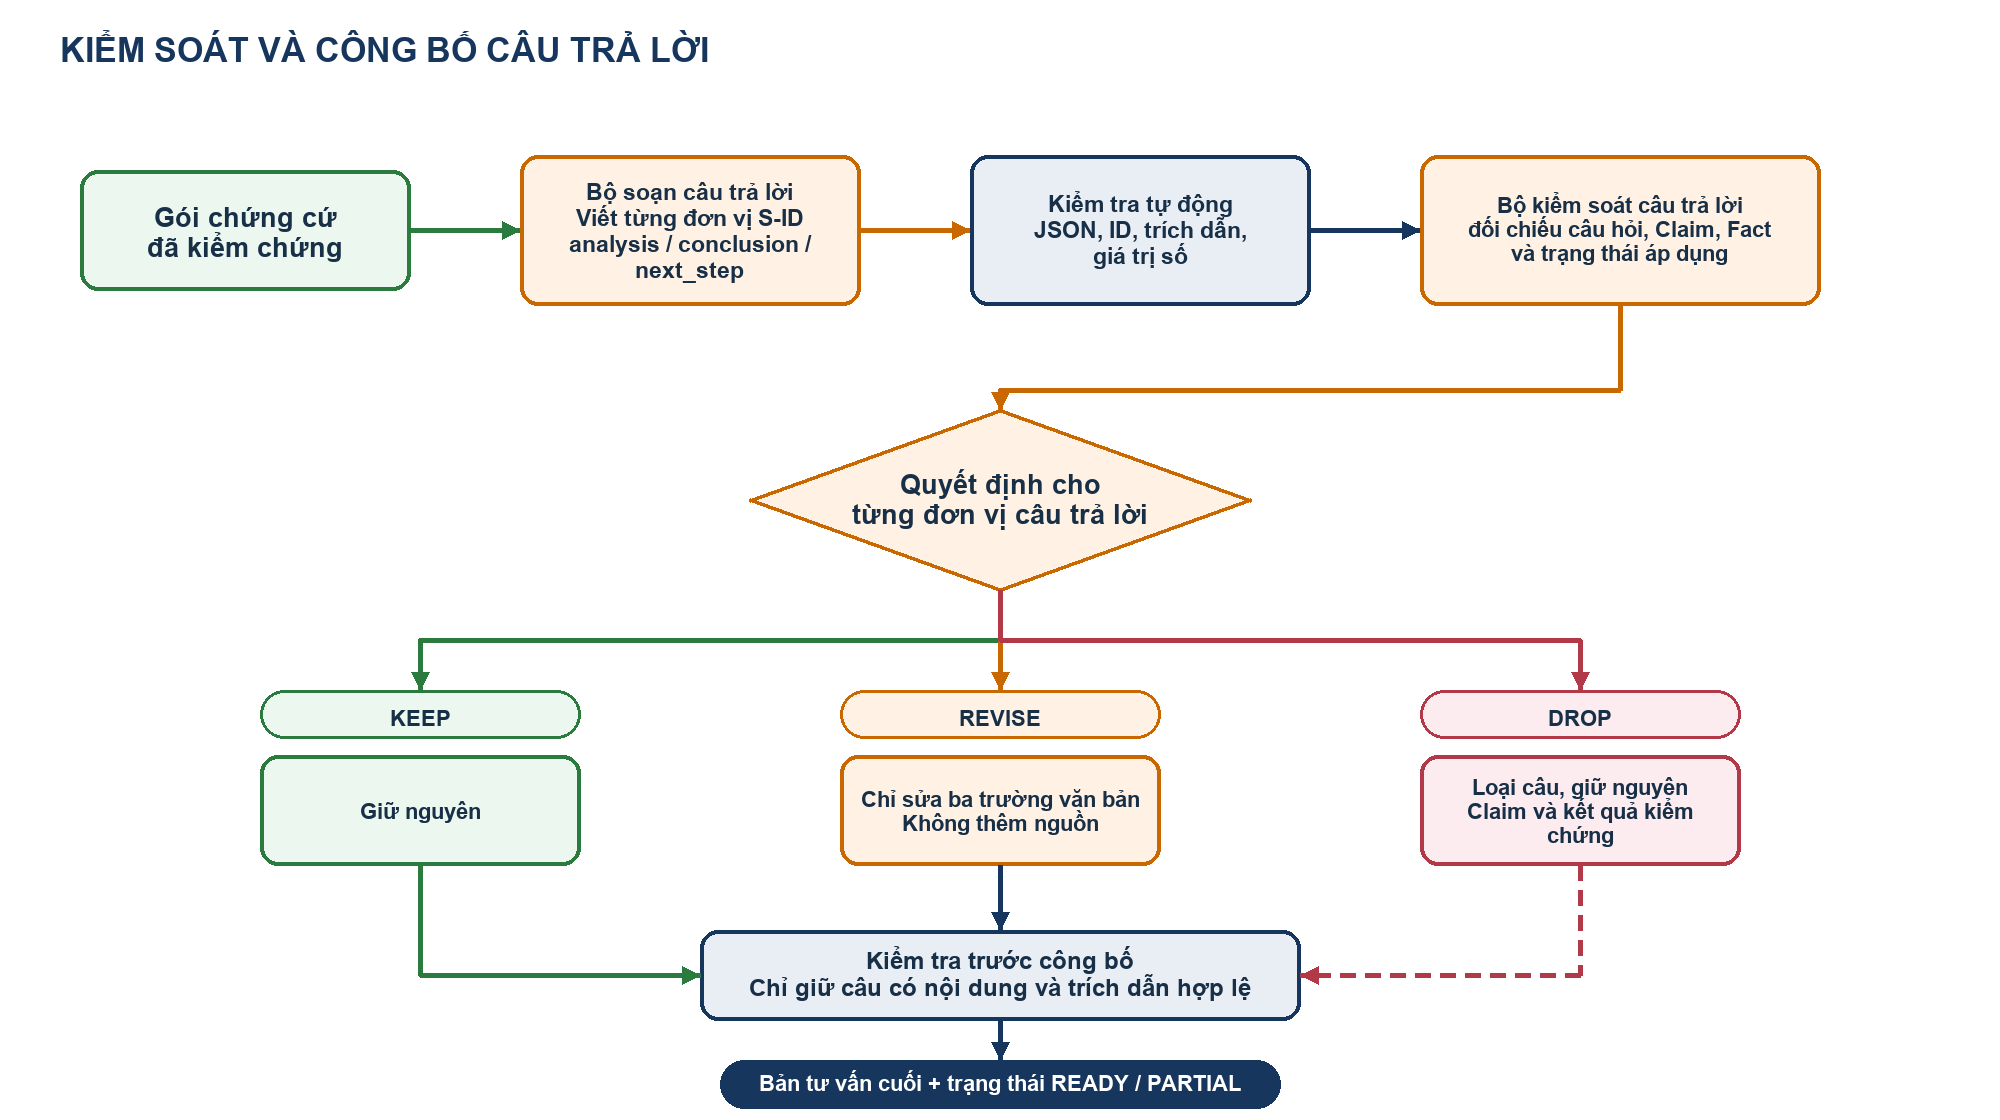 KIỂM SOÁT VÀ CÔNG BỐ CÂU TRẢ LỜI
Gói chứng cứ
đã kiểm chứng
Bộ soạn câu trả lời
Viết từng đơn vị S-ID
analysis / conclusion /
next_step
Kiểm tra tự động
JSON, ID, trích dẫn,
giá trị số
Bộ kiểm soát câu trả lời
đối chiếu câu hỏi, Claim, Fact
và trạng thái áp dụng
Quyết định cho
từng đơn vị câu trả lời
KEEP
REVISE
DROP
Giữ nguyên
Chỉ sửa ba trường văn bản
Không thêm nguồn
Loại câu, giữ nguyên
Claim và kết quả kiểm
chứng
Kiểm tra trước công bố
Chỉ giữ câu có nội dung và trích dẫn hợp lệ
Bản tư vấn cuối + trạng thái READY / PARTIAL